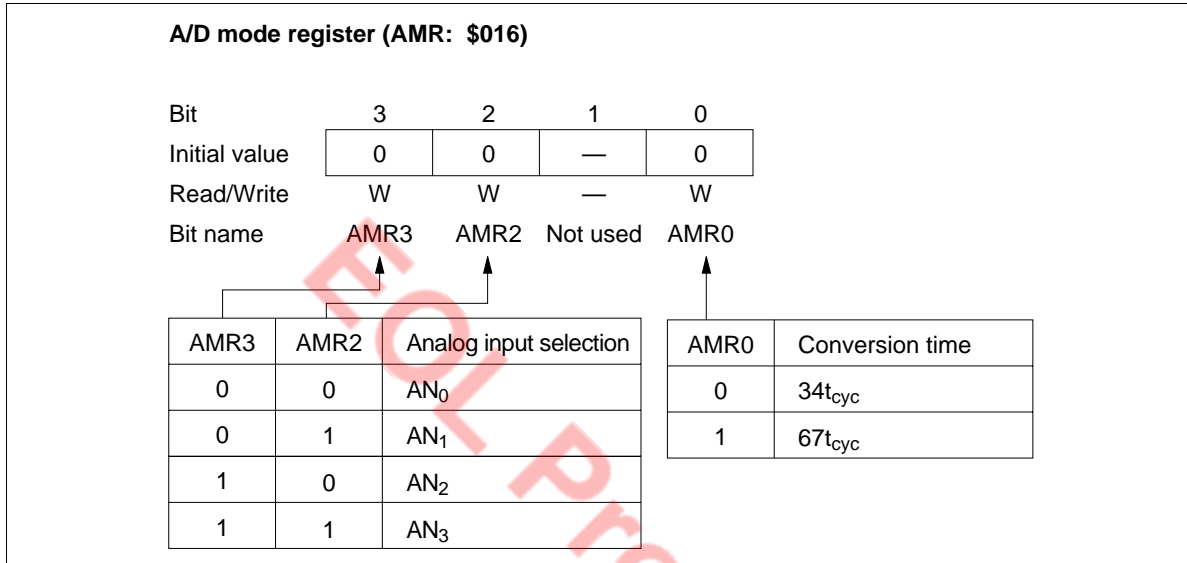 A/D mode register (AMR: $016)
Bit 3 2 1 0
Initial value 0 0 — 0
Read/Write W W — W
Bit name AMR3 AMR2 Not used AMR0
AMR3 AMR2 Analog input selection
0 0 AN0
0 1 AN1
1 0 AN2
1 1 AN3
AMR0 Conversion time
0 34tcyc
1 67tcyc
EOL Pro